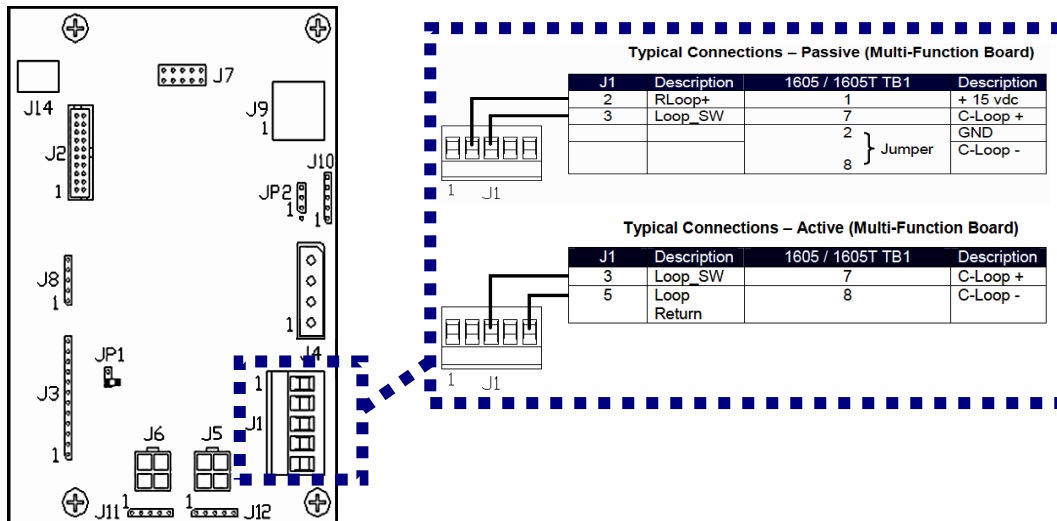 J7
J14
J9
1
J2
J10
1
JP2
1
1
J8
1
1
JP1
J4
J3
1
J1
1
J6
J5
1
1
J11
J12
Typical Connections – Passive (Multi-Function Board)
J1 Description 1605 / 1605T TB1 Description
2 RLoop+ 1 + 15 vdc
3 Loop_SW 7 C-Loop +
2 GND
Jumper C-Loop -
8
1 J1
Typical Connections – Active (Multi-Function Board)
J1 Description 1605 / 1605T TB1 Description
3 Loop_SW 7 C-Loop +
5 Loop 8 C-Loop -
Return
1 J1